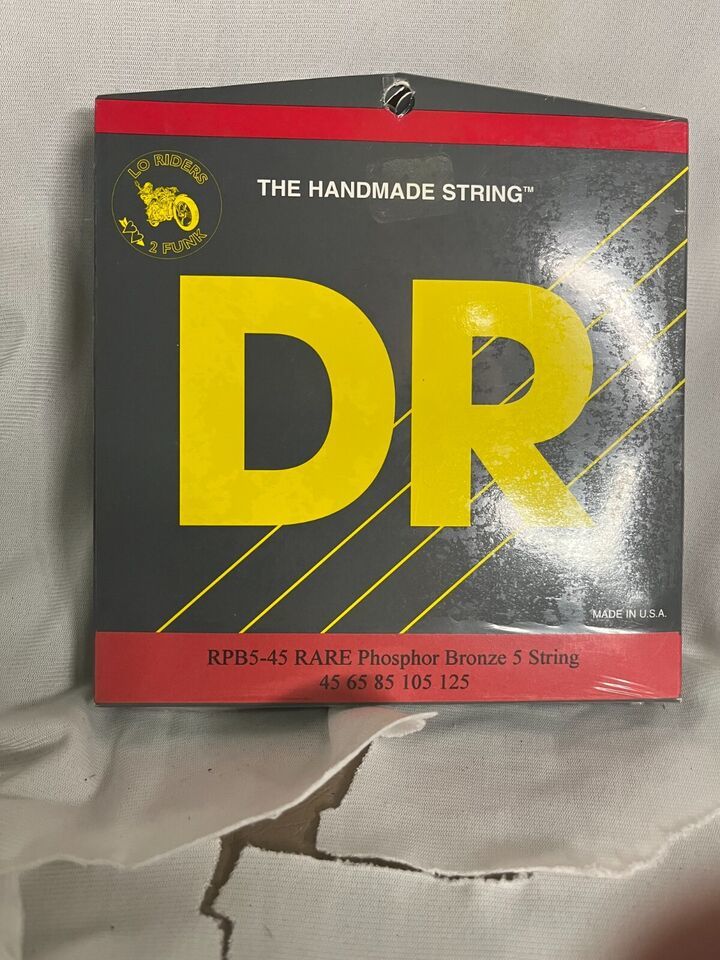 LO RIDERS
2 FUNK
THE HANDMADE STRING™
DR
MADE IN U.S.A.
RPB5-45 RARE Phosphor Bronze 5 String
45 65 85 105 125